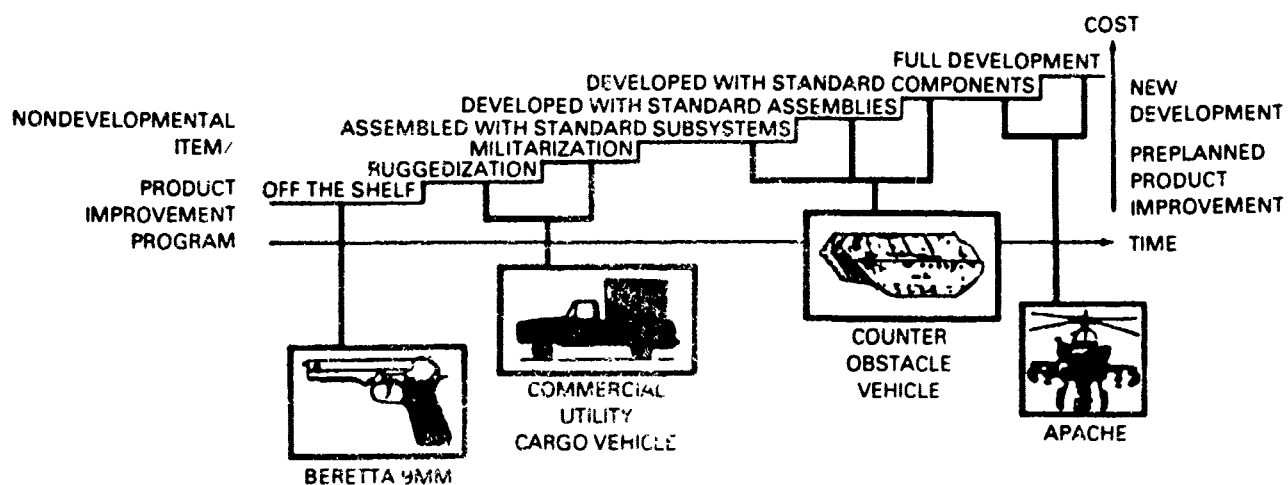 COST
FULL DEVELOPMENT
DEVELOPED WITH STANDARD COMPONENTS
DEVELOPED WITH STANDARD ASSEMBLIES
ASSEMBLED WITH STANDARD SUBSYSTEMS
MILITARIZATION
RUGGEDIZATION
OFF THE SHELF
NONDEVELOPMENTAL
ITEM/
PRODUCT
IMPROVEMENT
PROGRAM
NEW
DEVELOPMENT
PREPLANNED
PRODUCT
IMPROVEMENT
TIME
BERETTA 9MM
COMMERCIAL
UTILITY
CARGO VEHICLE
COUNTER
OBSTACLE
VEHICLE
APACHE